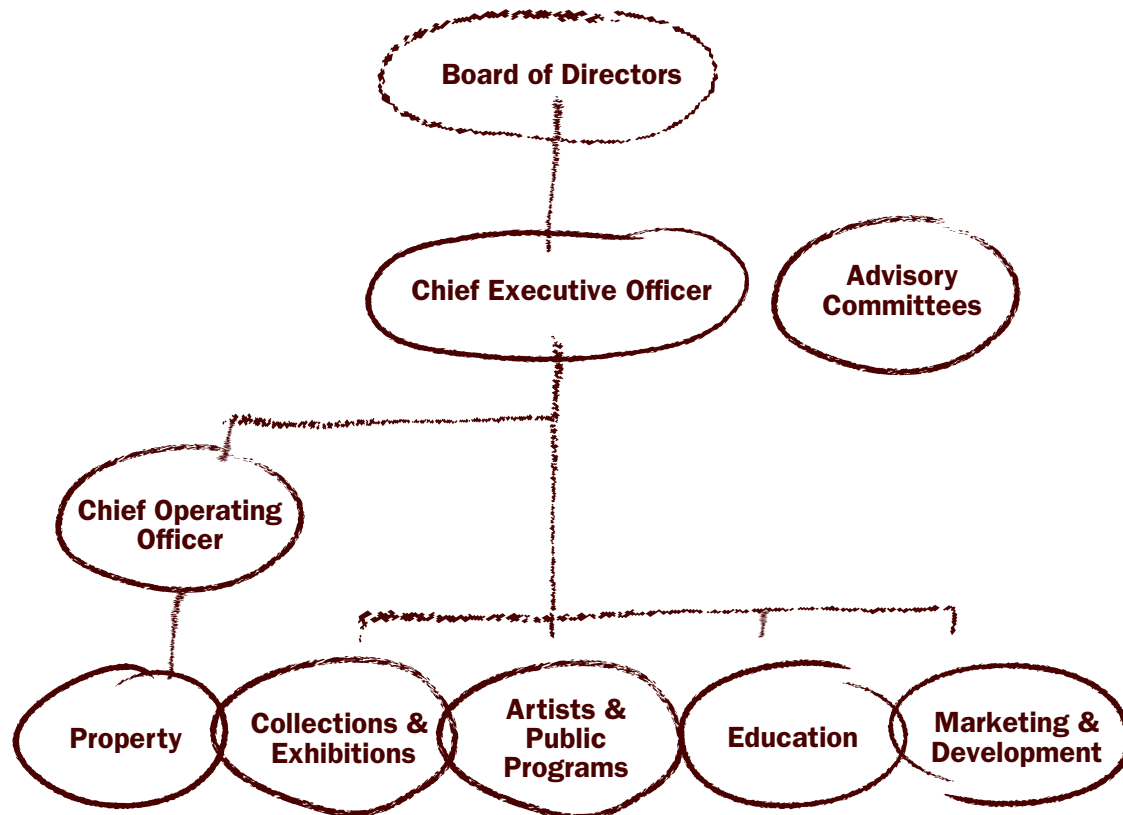 Board of Directors
Chief Executive Officer
Advisory
Committees
Chief Operating
Officer
Property
Collections &
Exhibitions
Artists &
Public
Programs
Education
Marketing &
Development